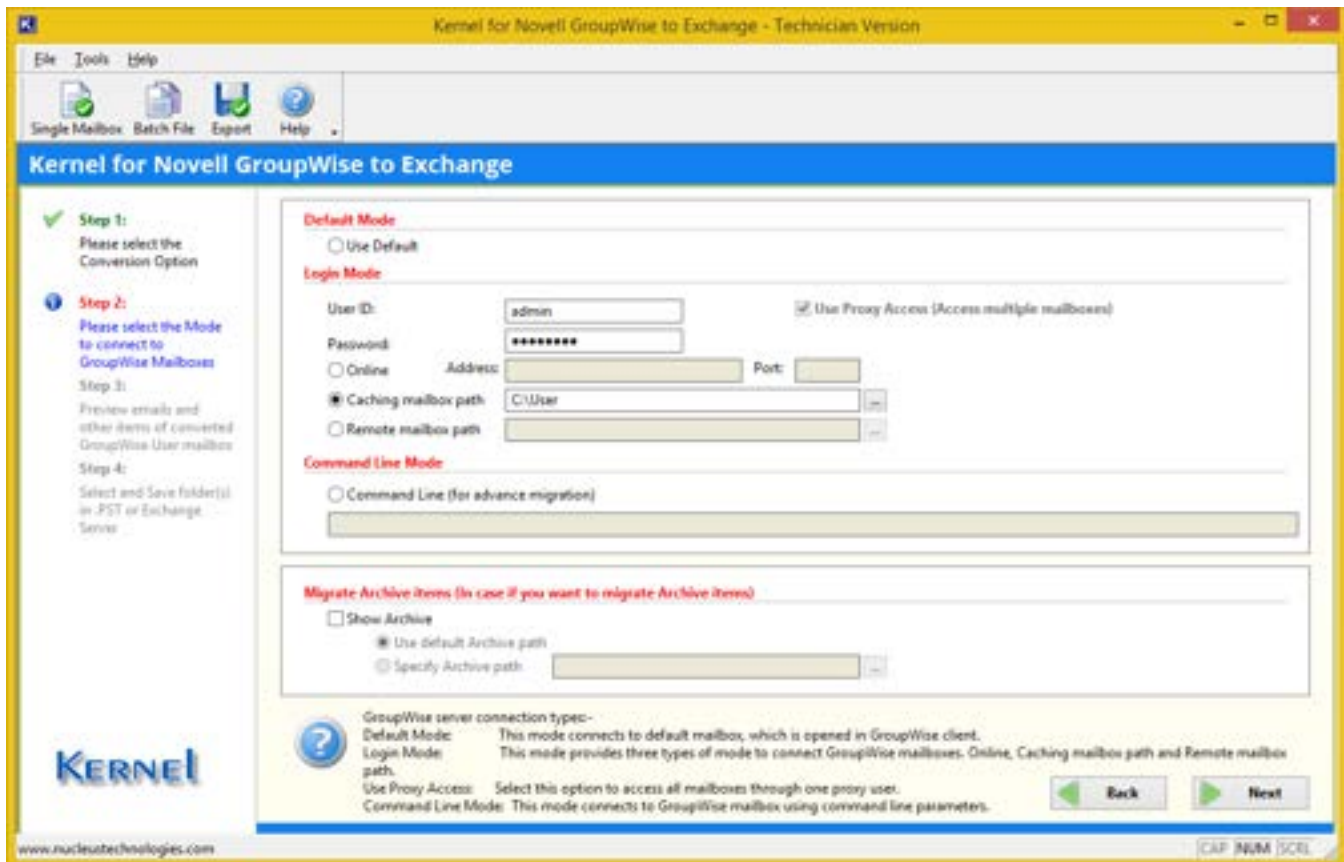 Kernel for Novell GroupWise to Exchange - Technician Version
File Tools Help
Single Mailbox Batch File Export Help
Kernel for Novell GroupWise to Exchange
Step 1:
Please select the
Conversion Option
Step 2:
Please select the Mode
to connect to
GroupWise Mailboxes
Step 3:
Preview emails and
other items of converted
GroupWise User mailbox
Step 4:
Select and Save folder(s)
in .PST or Exchange
Server
KERNEL
Default Mode
Use Default
Login Mode
User ID: admin Use Proxy Access (Access multiple mailboxes)
Password: ••••••••
Online Address: Port:
Caching mailbox path C:\User ...
Remote mailbox path ...
Command Line Mode
Command Line (for advance migration)
Migrate Archive items (In case if you want to migrate Archive items)
Show Archive
Use default Archive path
Specify Archive path ...
GroupWise server connection types:-
Default Mode: This mode connects to default mailbox, which is opened in GroupWise client.
Login Mode: This mode provides three types of mode to connect GroupWise mailboxes. Online, Caching mailbox path and Remote mailbox
path.
Use Proxy Access: Select this option to access all mailboxes through one proxy user.
Command Line Mode: This mode connects to GroupWise mailbox using command line parameters.
Back Next
www.nucleustechnologies.com CAP NUM SCRL